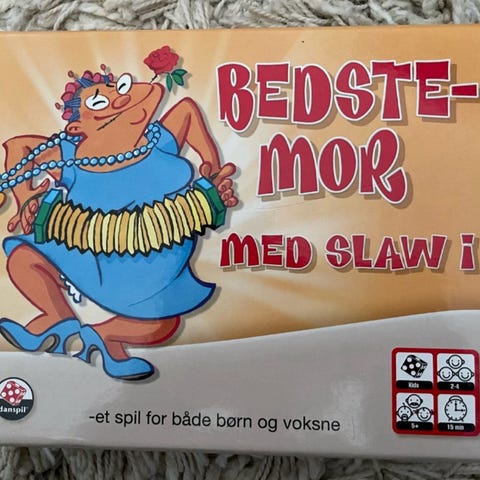 BEDSTE-
MOR
MED SLAW i
Kids
2-4
5+
15 min
danspil
-et spil for både børn og voksne